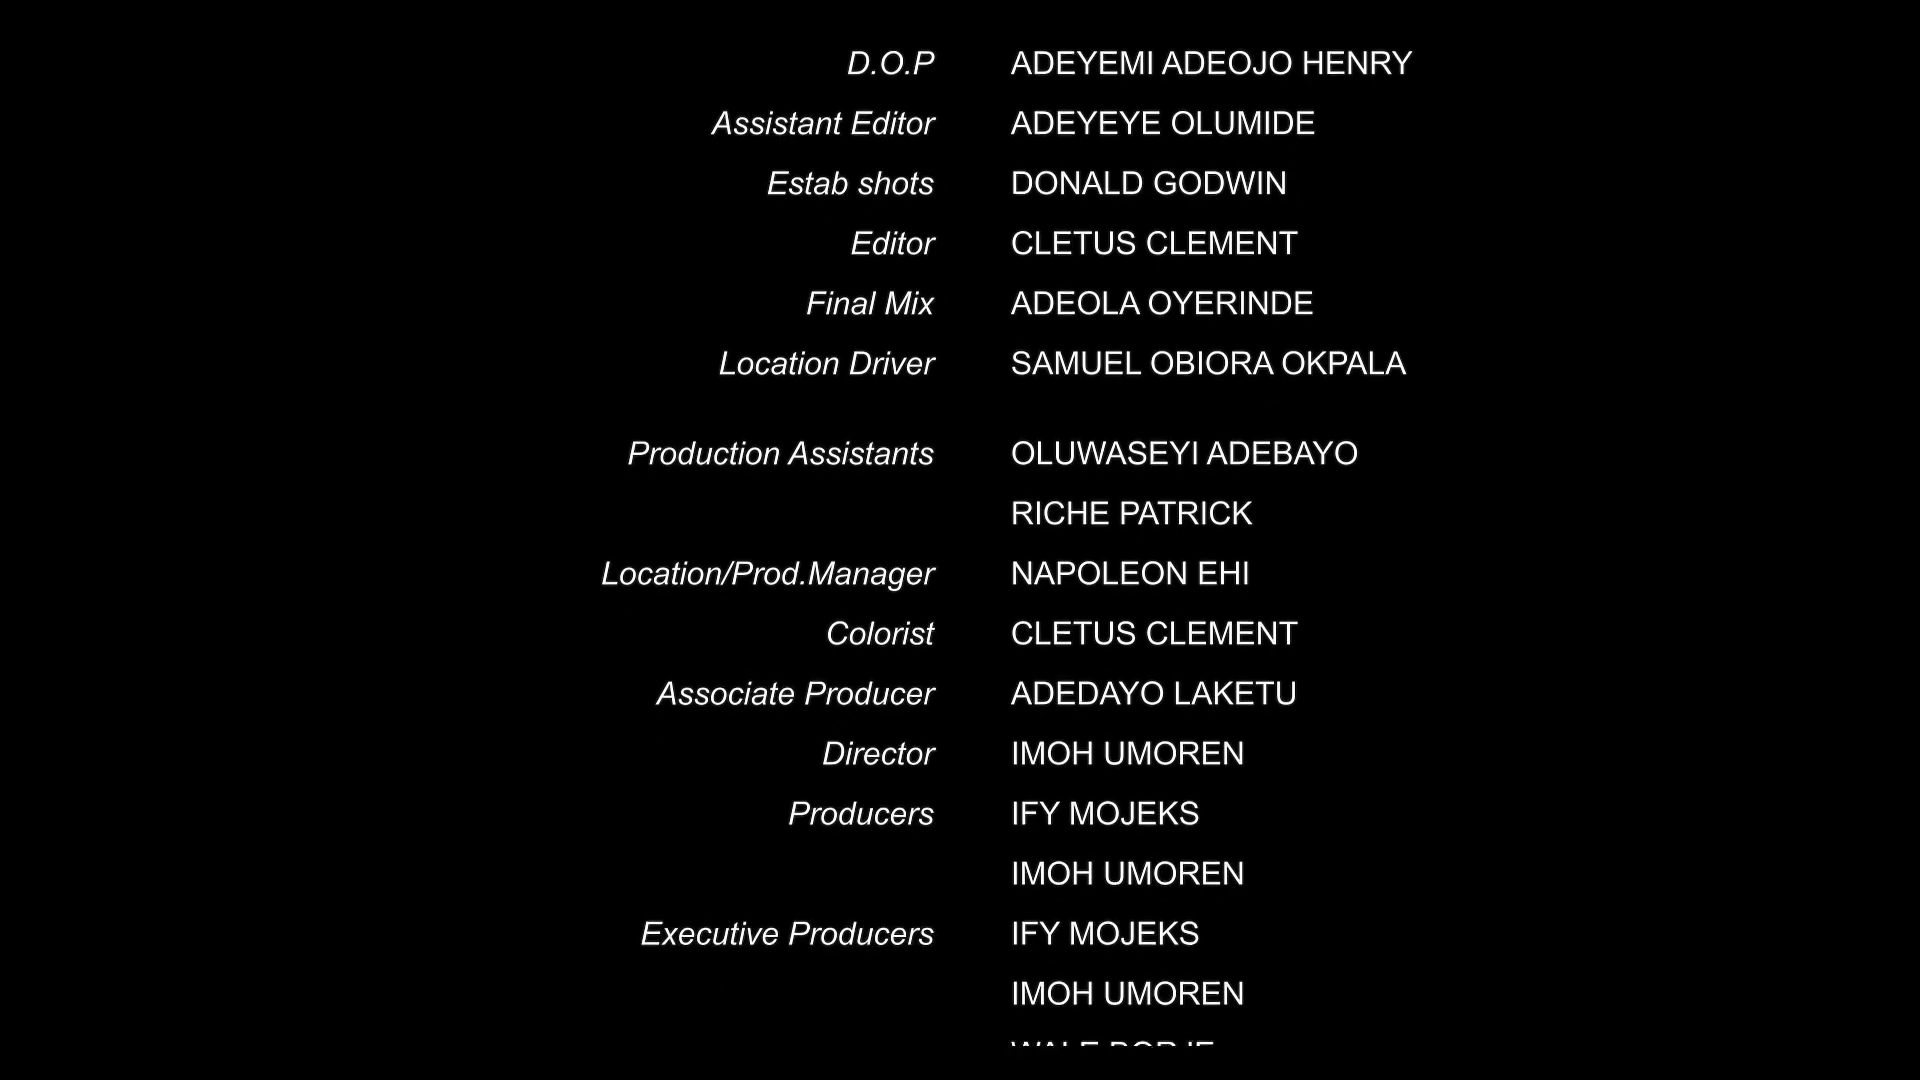 D.O.P ADEYEMI ADEOJO HENRY
Assistant Editor ADEYEYE OLUMIDE
Estab shots DONALD GODWIN
Editor CLETUS CLEMENT
Final Mix ADEOLA OYERINDE
Location Driver SAMUEL OBIORA OKPALA
Production Assistants OLUWASEYI ADEBAYO
RICHE PATRICK
Location/Prod.Manager NAPOLEON EHI
Colorist CLETUS CLEMENT
Associate Producer ADEDAYO LAKETU
Director IMOH UMOREN
Producers IFY MOJEKS
IMOH UMOREN
Executive Producers IFY MOJEKS
IMOH UMOREN